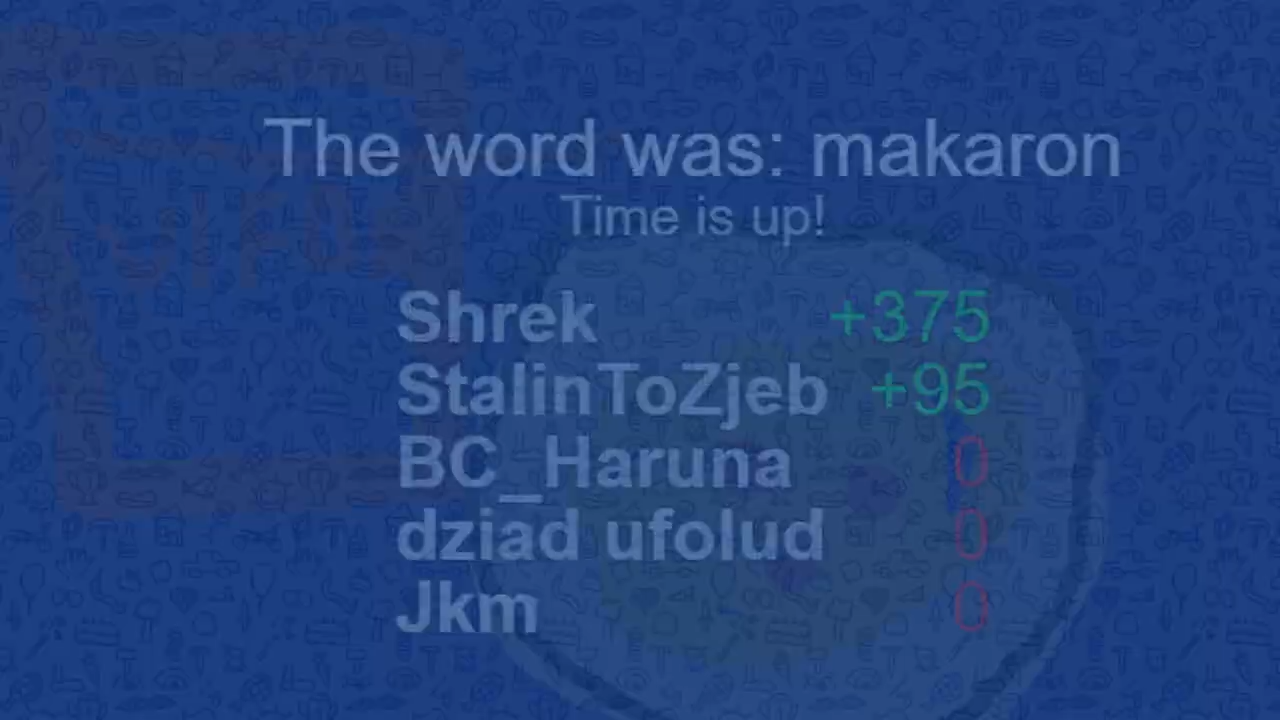 The word was: makaron
Time is up!
Shrek +375
StalinToZjeb +95
BC_Haruna 0
dziad ufolud 0
Jkm 0